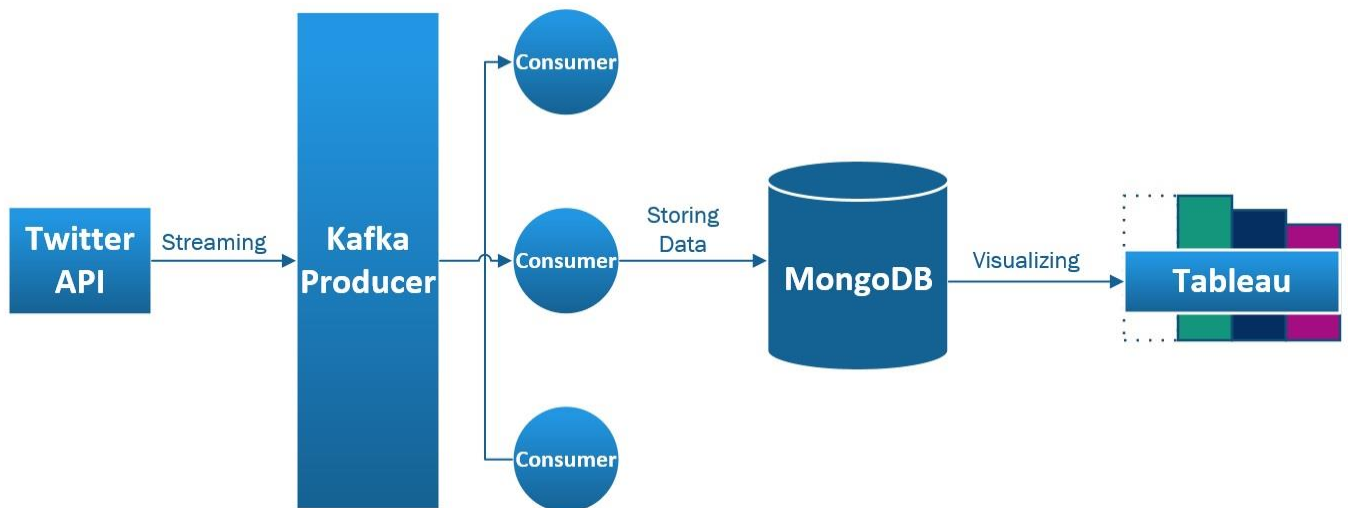 Twitter
API
Streaming
Kafka
Producer
Consumer
Consumer
Consumer
Storing
Data
MongoDB
Visualizing
Tableau